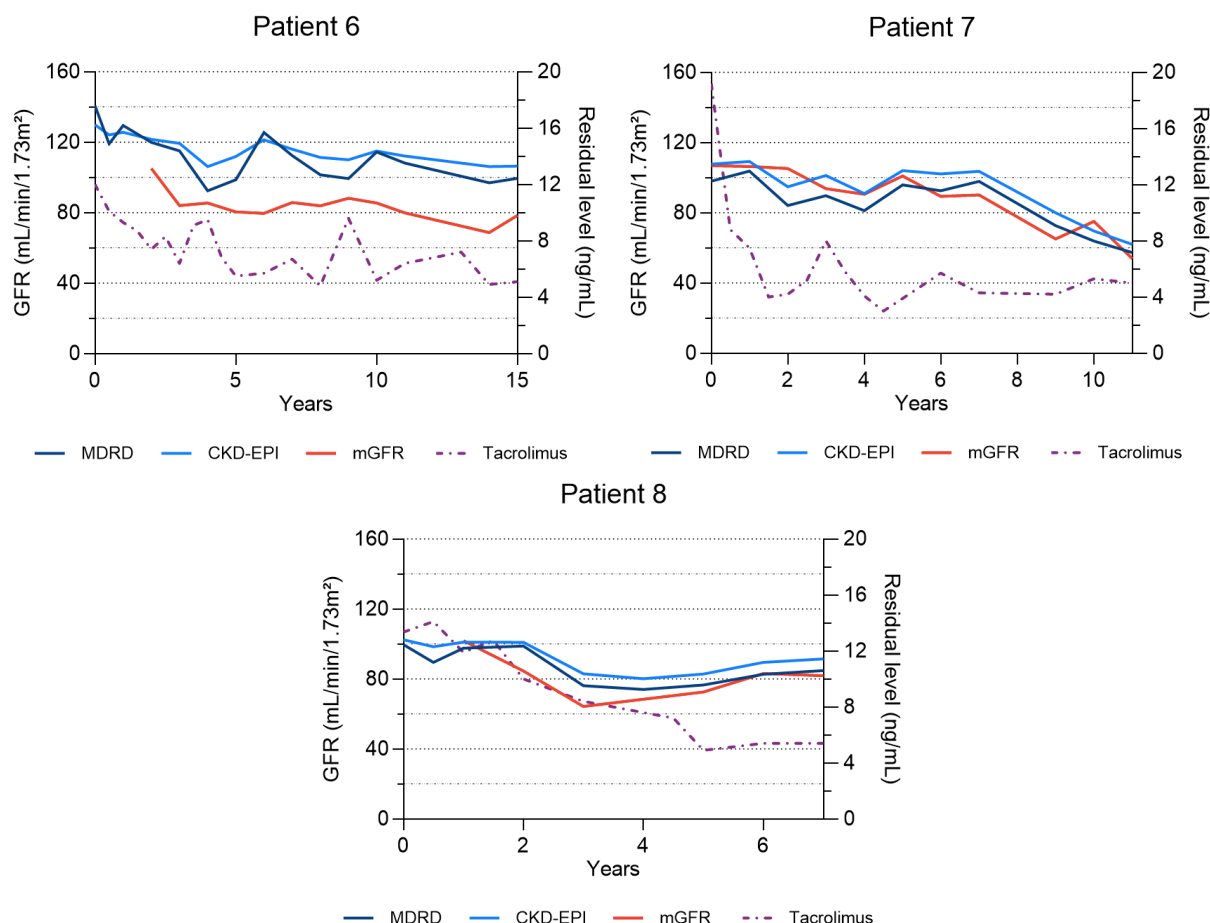 Patient 6
160
120
80
40
0
GFR (mL/min/1.73m²)
20
16
12
8
4
0
Residual level (ng/mL)
0 5 10 15
Years
MDRD CKD-EPI mGFR Tacrolimus
Patient 7
160
120
80
40
0
GFR (mL/min/1.73m²)
20
16
12
8
4
0
Residual level (ng/mL)
0 2 4 6 8 10
Years
MDRD CKD-EPI mGFR Tacrolimus
Patient 8
160
120
80
40
0
GFR (mL/min/1.73m²)
20
16
12
8
4
0
Residual level (ng/mL)
0 2 4 6
Years
MDRD CKD-EPI mGFR Tacrolimus